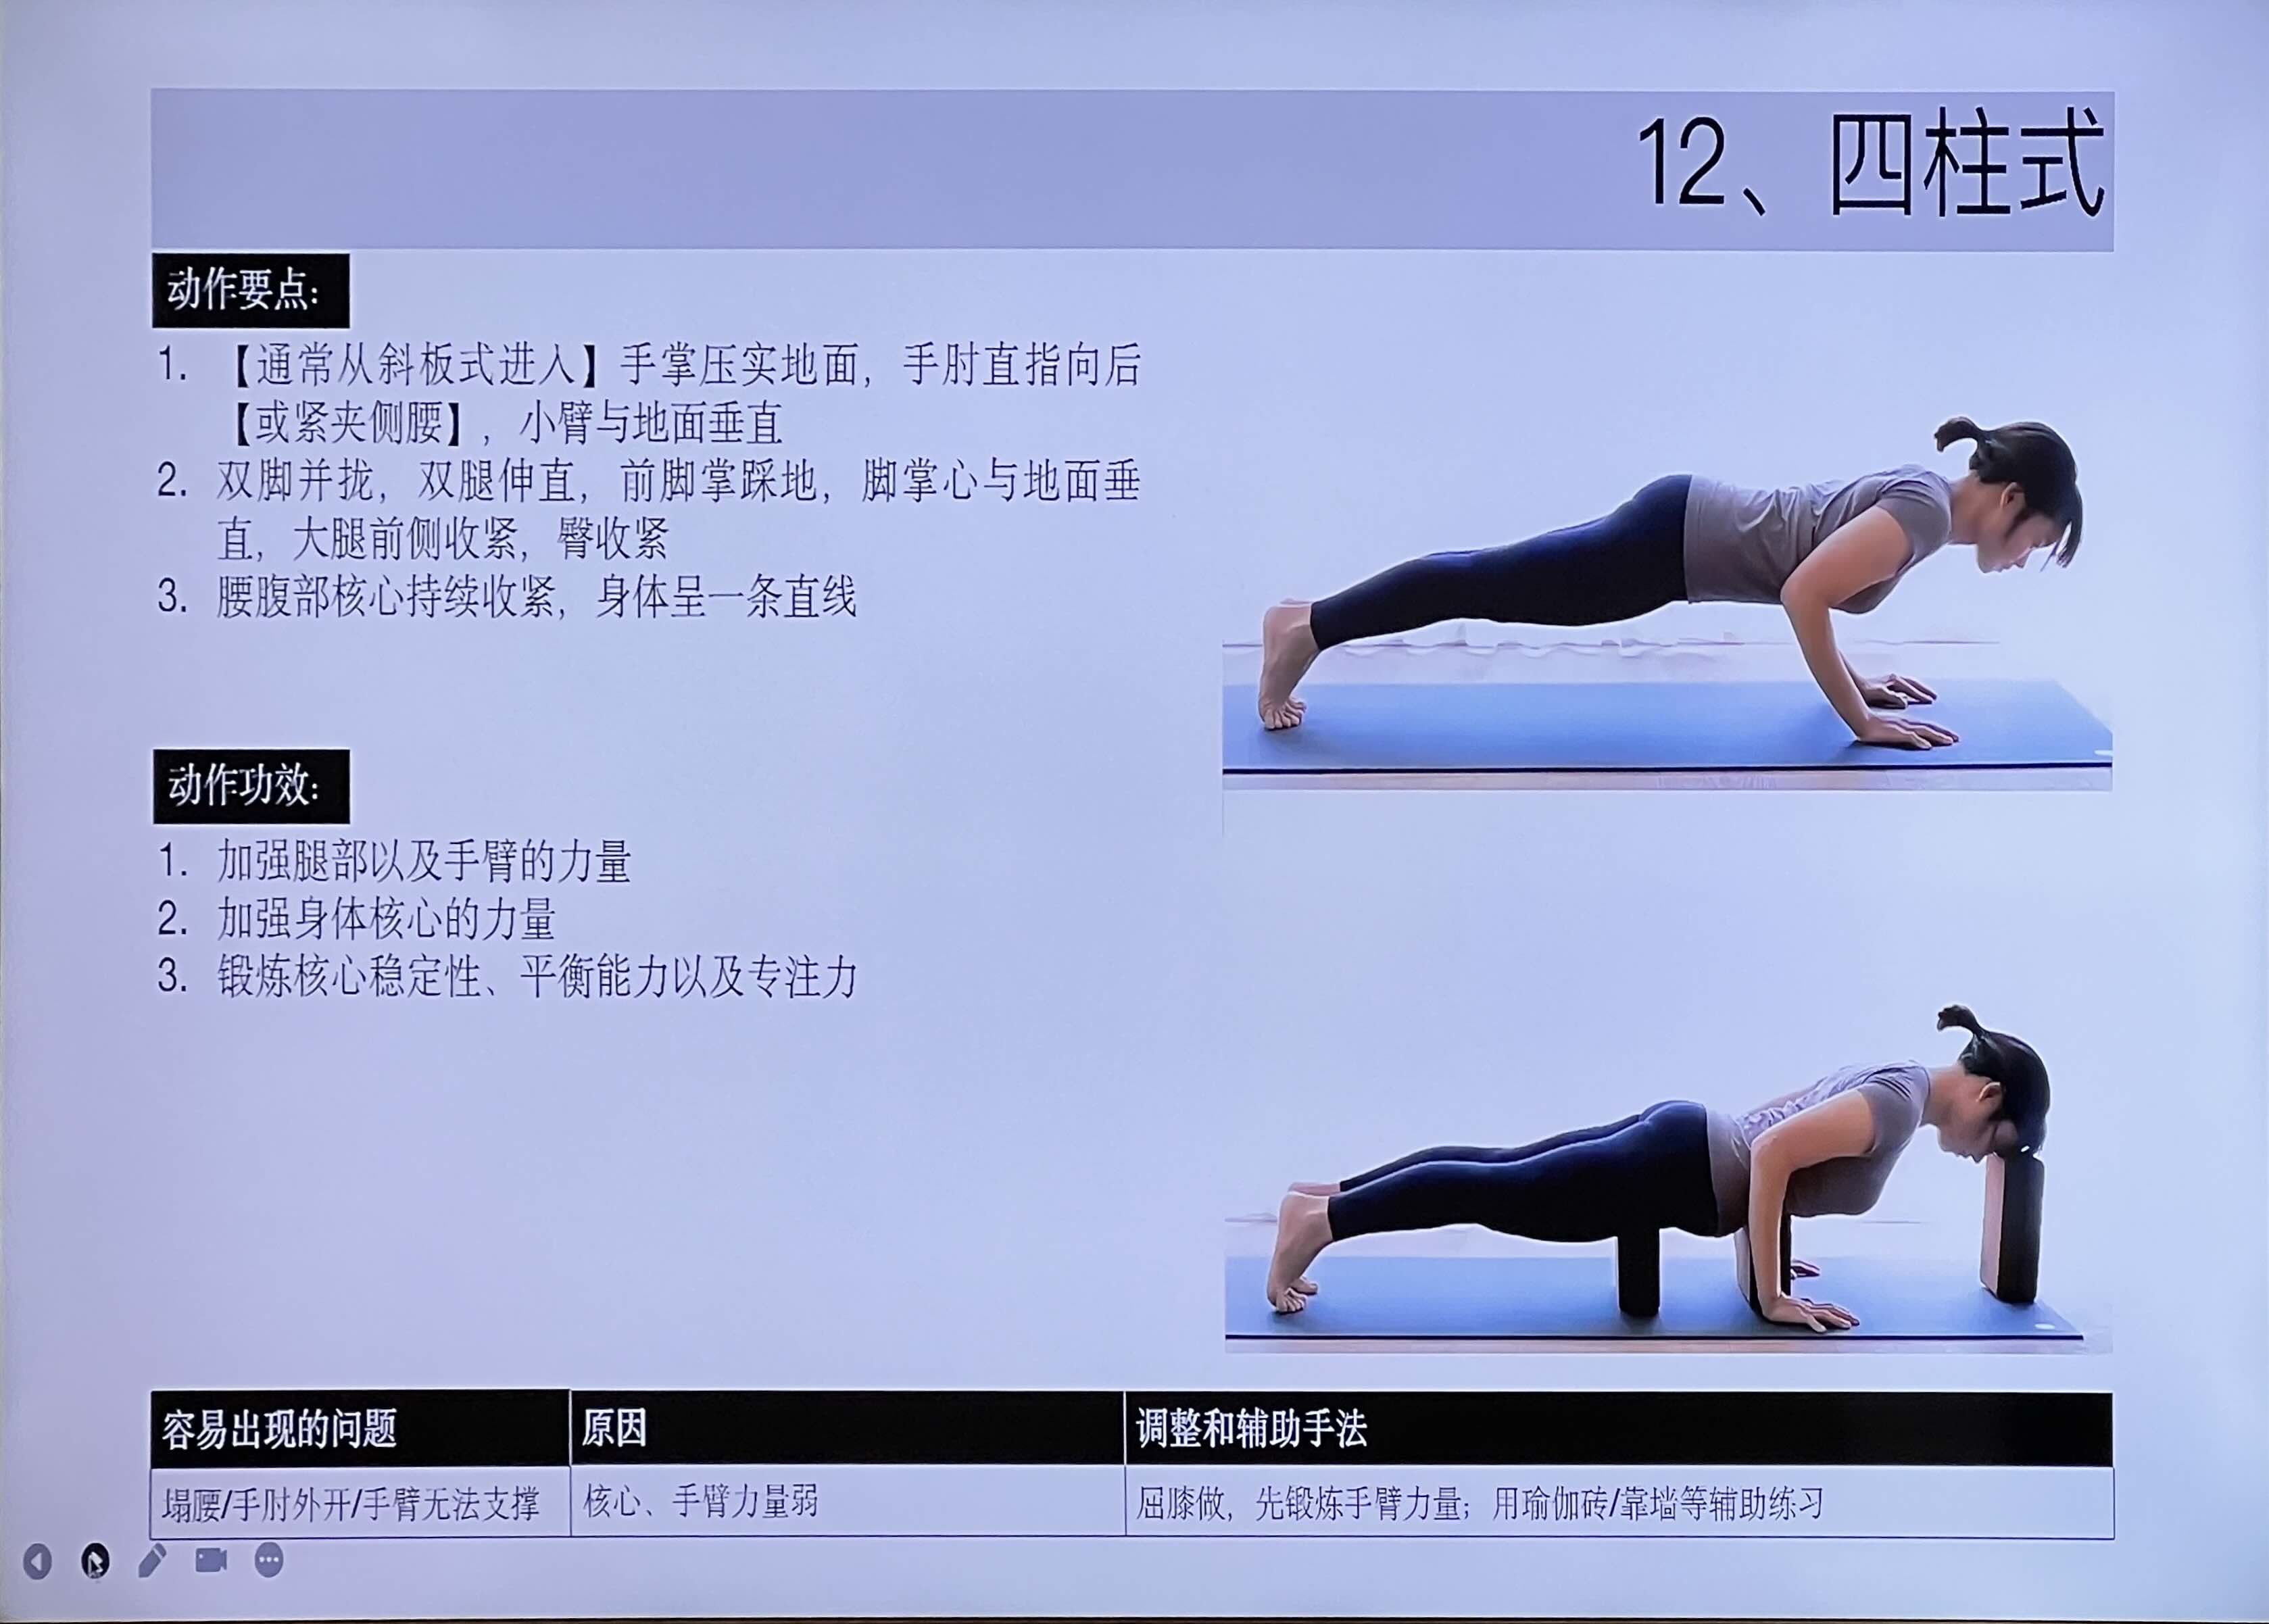 12、四柱式
动作要点:
1. 【通常从斜板式进入】手掌压实地面，手肘直指向后
【或紧夹侧腰】，小臂与地面垂直
2. 双脚并拢，双腿伸直，前脚掌踩地，脚掌心与地面垂
直，大腿前侧收紧，臀收紧
3. 腰腹部核心持续收紧，身体呈一条直线
动作功效:
1. 加强腿部以及手臂的力量
2. 加强身体核心的力量
3. 锻炼核心稳定性、平衡能力以及专注力
容易出现的问题 原因 调整和辅助手法
塌腰/手肘外开/手臂无法支撑 核心、手臂力量弱 屈膝做，先锻炼手臂力量；用瑜伽砖/靠墙等辅助练习